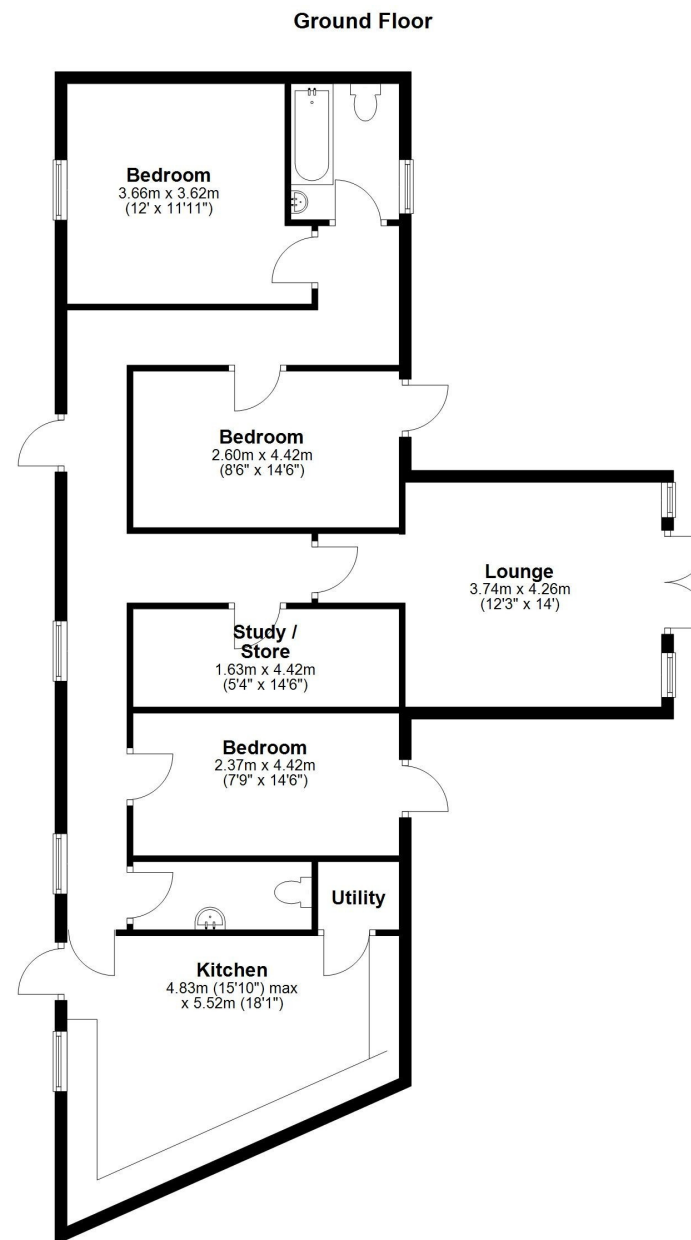 Ground Floor
Bedroom
3.66m x 3.62m
(12' x 11'11")
Bedroom
2.60m x 4.42m
(8'6" x 14'6")
Lounge
3.74m x 4.26m
(12'3" x 14')
Study /
Store
1.63m x 4.42m
(5'4" x 14'6")
Bedroom
2.37m x 4.42m
(7'9" x 14'6")
Utility
Kitchen
4.83m (15'10") max
x 5.52m (18'1")